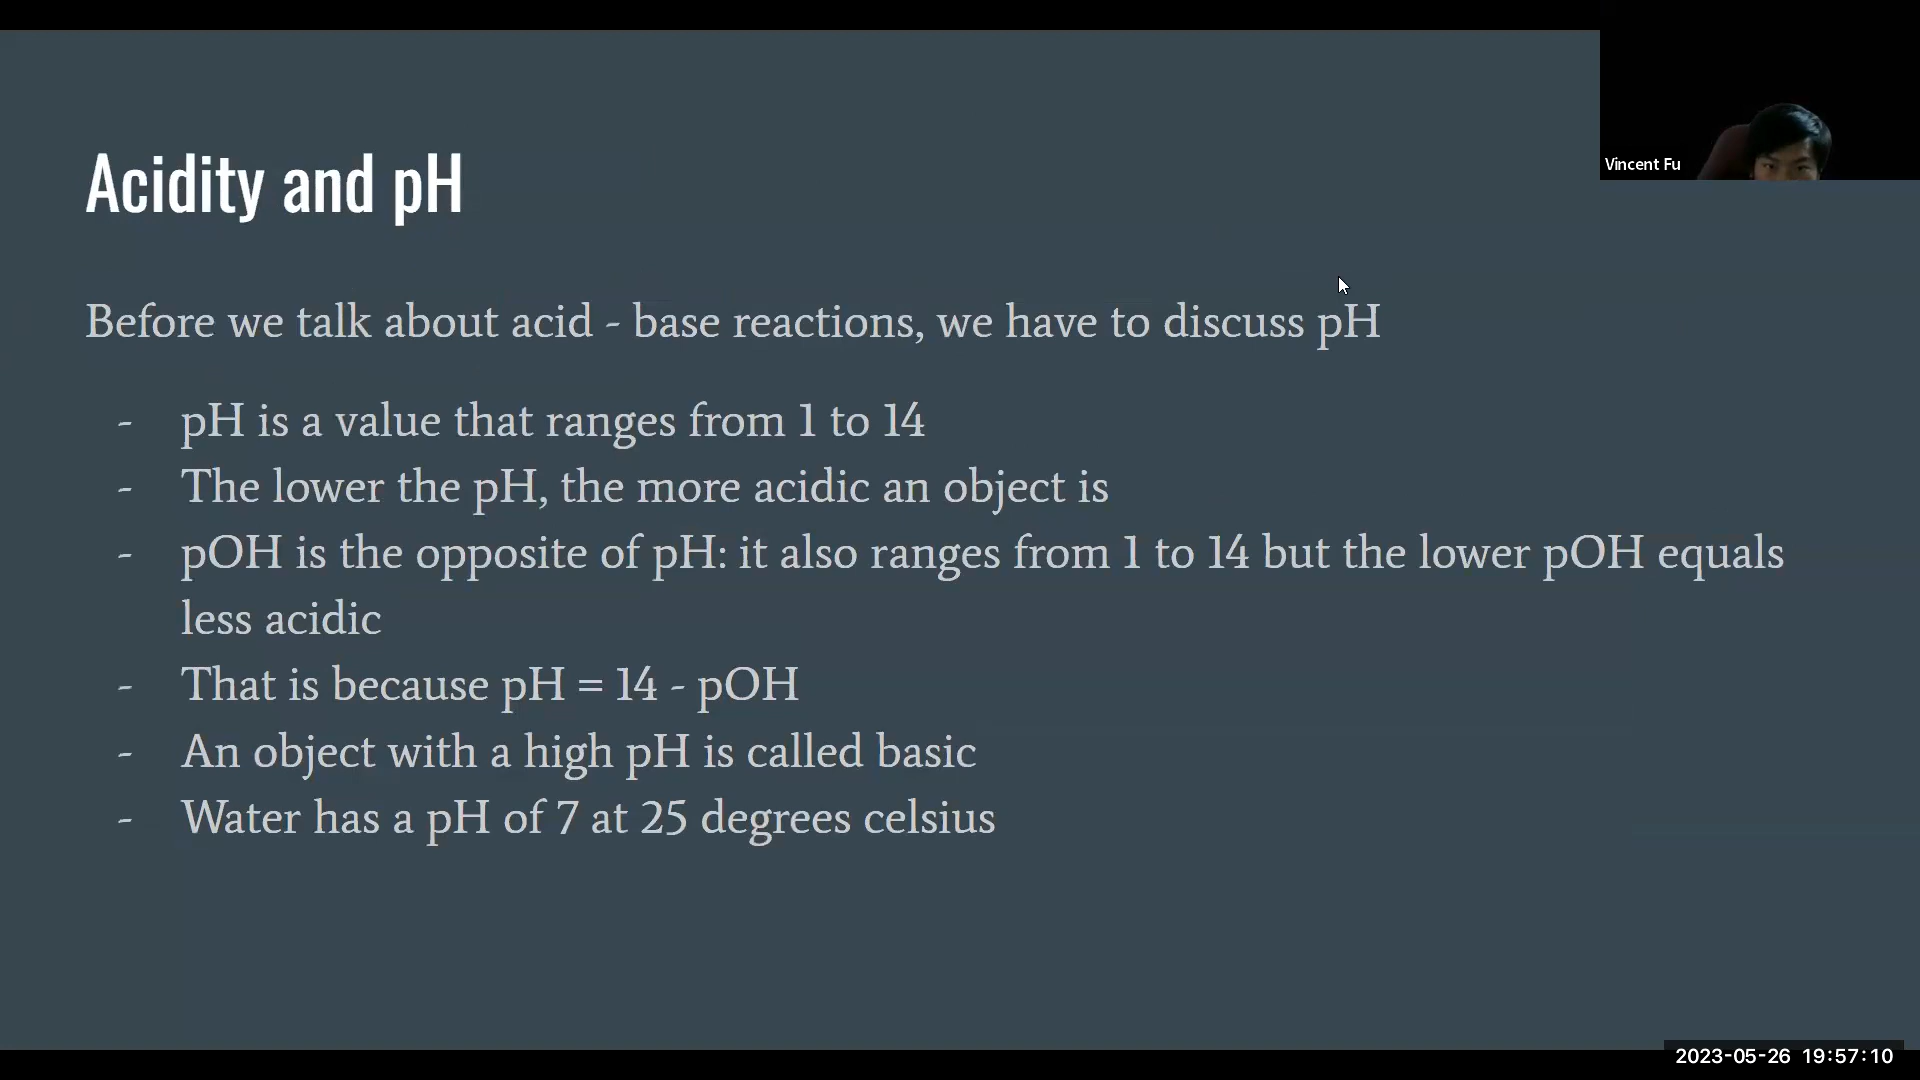 Vincent Fu
Acidity and pH
Before we talk about acid - base reactions, we have to discuss pH
- pH is a value that ranges from 1 to 14
- The lower the pH, the more acidic an object is
- pOH is the opposite of pH: it also ranges from 1 to 14 but the lower pOH equals
less acidic
- That is because pH = 14 - pOH
- An object with a high pH is called basic
- Water has a pH of 7 at 25 degrees celsius
2023-05-26 19:57:10